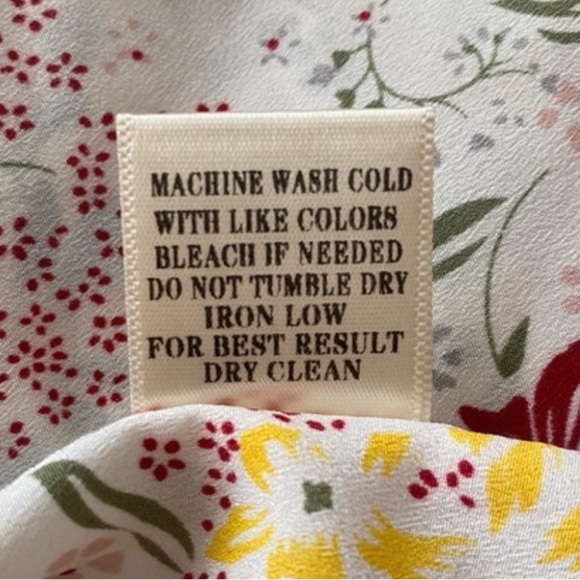 MACHINE WASH COLD
WITH LIKE COLORS
BLEACH IF NEEDED
DO NOT TUMBLE DRY
IRON LOW
FOR BEST RESULT
DRY CLEAN